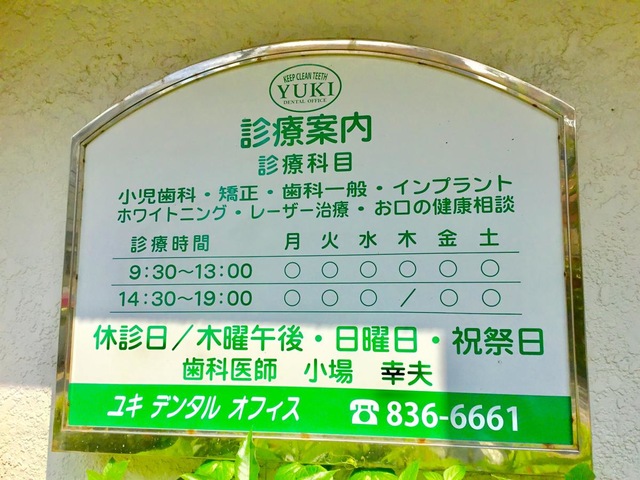 KEEP CLEAN TEETH
YUKI
DENTAL OFFICE
診療案内
診療科目
小児歯科・矯正・歯科一般・インプラント
ホワイトニング・レーザー治療・お口の健康相談
診療時間 月 火 水 木 金 土
9:30〜13:00 ○ ○ ○ ○ ○ ○
14:30〜19:00 ○ ○ ○ / ○ ○
休診日/木曜午後・日曜日・祝祭日
歯科医師 小場 幸夫
ユキ デンタル オフィス ☎836-6661